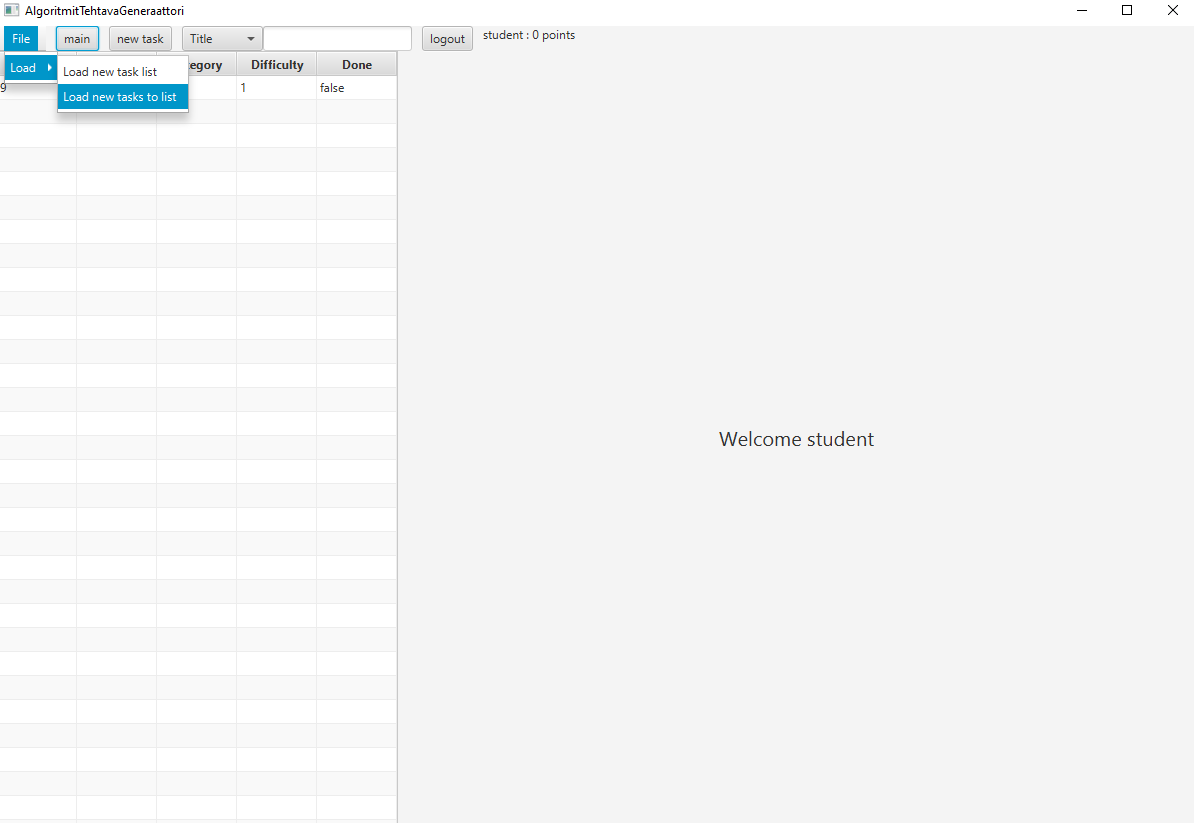 AlgoritmitTehtavaGeneraattori
File main new task Title logout student : 0 points
Load Load new task list
Load new tasks to list
egory Difficulty Done
9 1 false
Welcome student